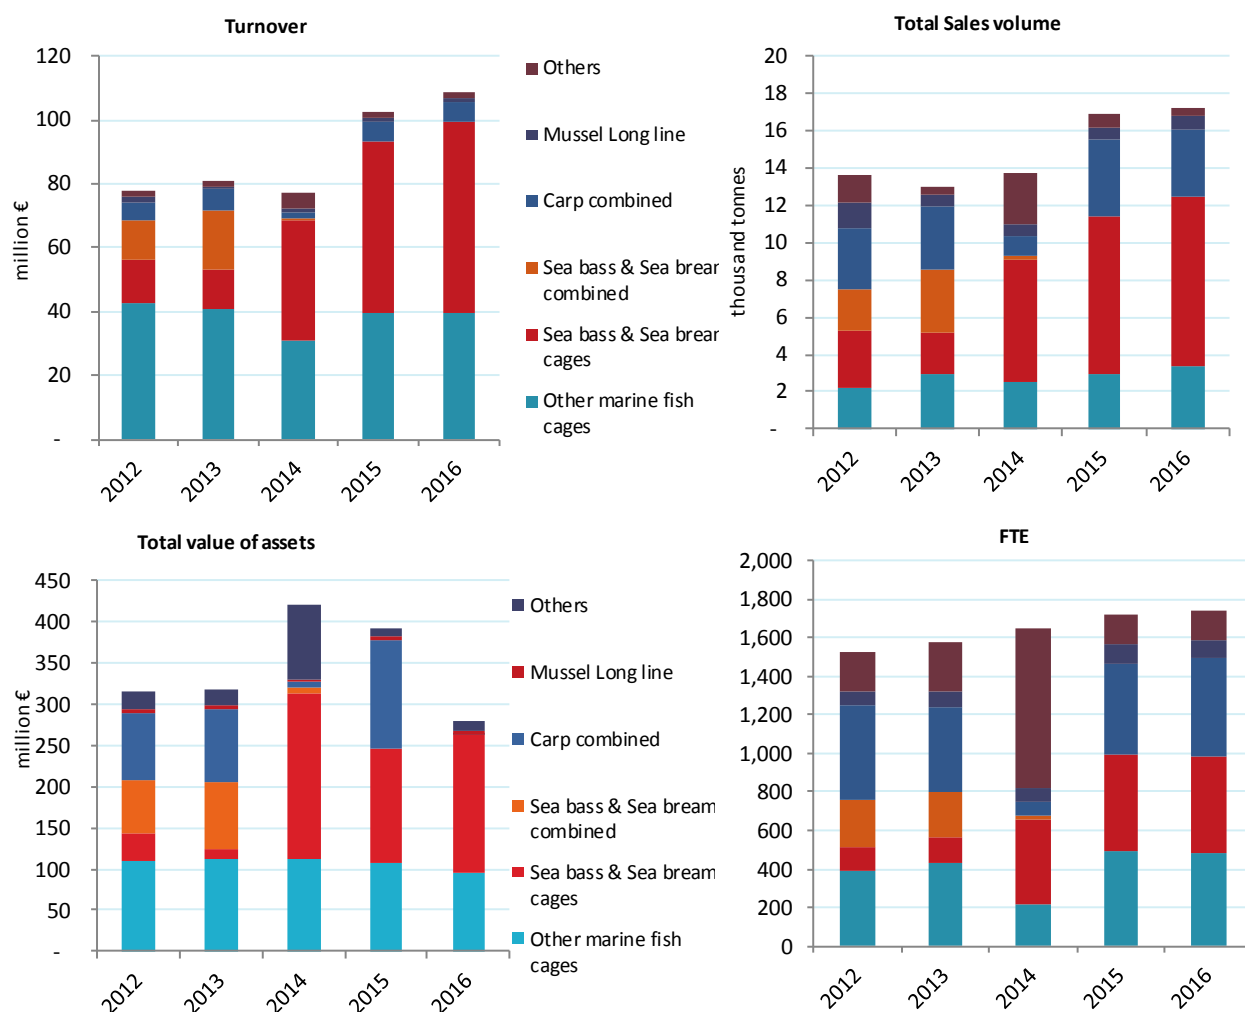 Turnover
120
100
80
60
40
20
-
million €
2012
2013
2014
2015
2016
Others
Mussel Long line
Carp combined
Sea bass & Sea brear
combined
Sea bass & Sea brear
cages
Other marine fish
cages
Total Sales volume
20
18
16
14
12
10
8
6
4
2
-
thousand tonnes
2012
2013
2014
2015
2016
Total value of assets
450
400
350
300
250
200
150
100
50
-
million €
2012
2013
2014
2015
2016
Others
Mussel Long line
Carp combined
Sea bass & Sea bream
combined
Sea bass & Sea bream
cages
Other marine fish
cages
FTE
2,000
1,800
1,600
1,400
1,200
1,000
800
600
400
200
0
2012
2013
2014
2015
2016